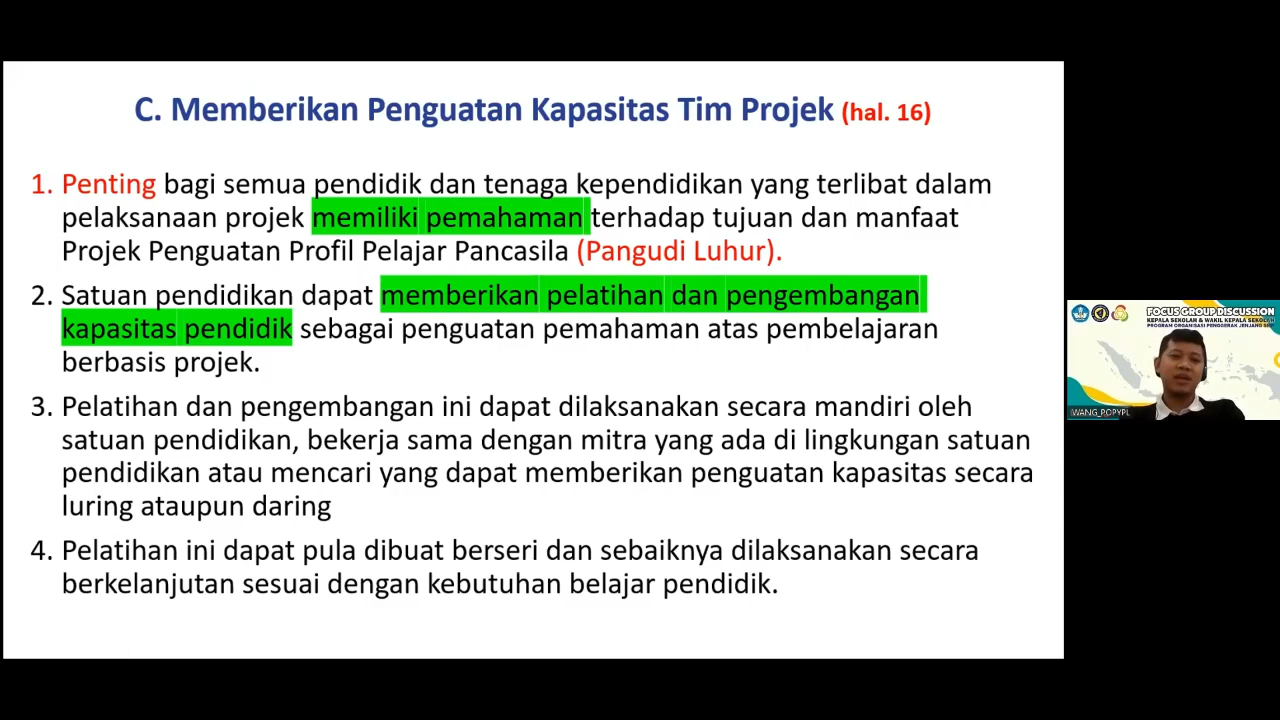 C. Memberikan Penguatan Kapasitas Tim Projek (hal. 16)
1. Penting bagi semua pendidik dan tenaga kependidikan yang terlibat dalam
pelaksanaan projek memiliki pemahaman terhadap tujuan dan manfaat
Projek Penguatan Profil Pelajar Pancasila (Pangudi Luhur).
2. Satuan pendidikan dapat memberikan pelatihan dan pengembangan
kapasitas pendidik sebagai penguatan pemahaman atas pembelajaran
berbasis projek.
3. Pelatihan dan pengembangan ini dapat dilaksanakan secara mandiri oleh
satuan pendidikan, bekerja sama dengan mitra yang ada di lingkungan satuan
pendidikan atau mencari yang dapat memberikan penguatan kapasitas secara
luring ataupun daring
4. Pelatihan ini dapat pula dibuat berseri dan sebaiknya dilaksanakan secara
berkelanjutan sesuai dengan kebutuhan belajar pendidik.
FOCUS GROUP DISCUSSION
KEPALA SEKOLAH & WAKIL KEPALA SEKOLAH
PROGRAM ORGANISASI PENGGERAK JENJANG
IWANG_POPYPL